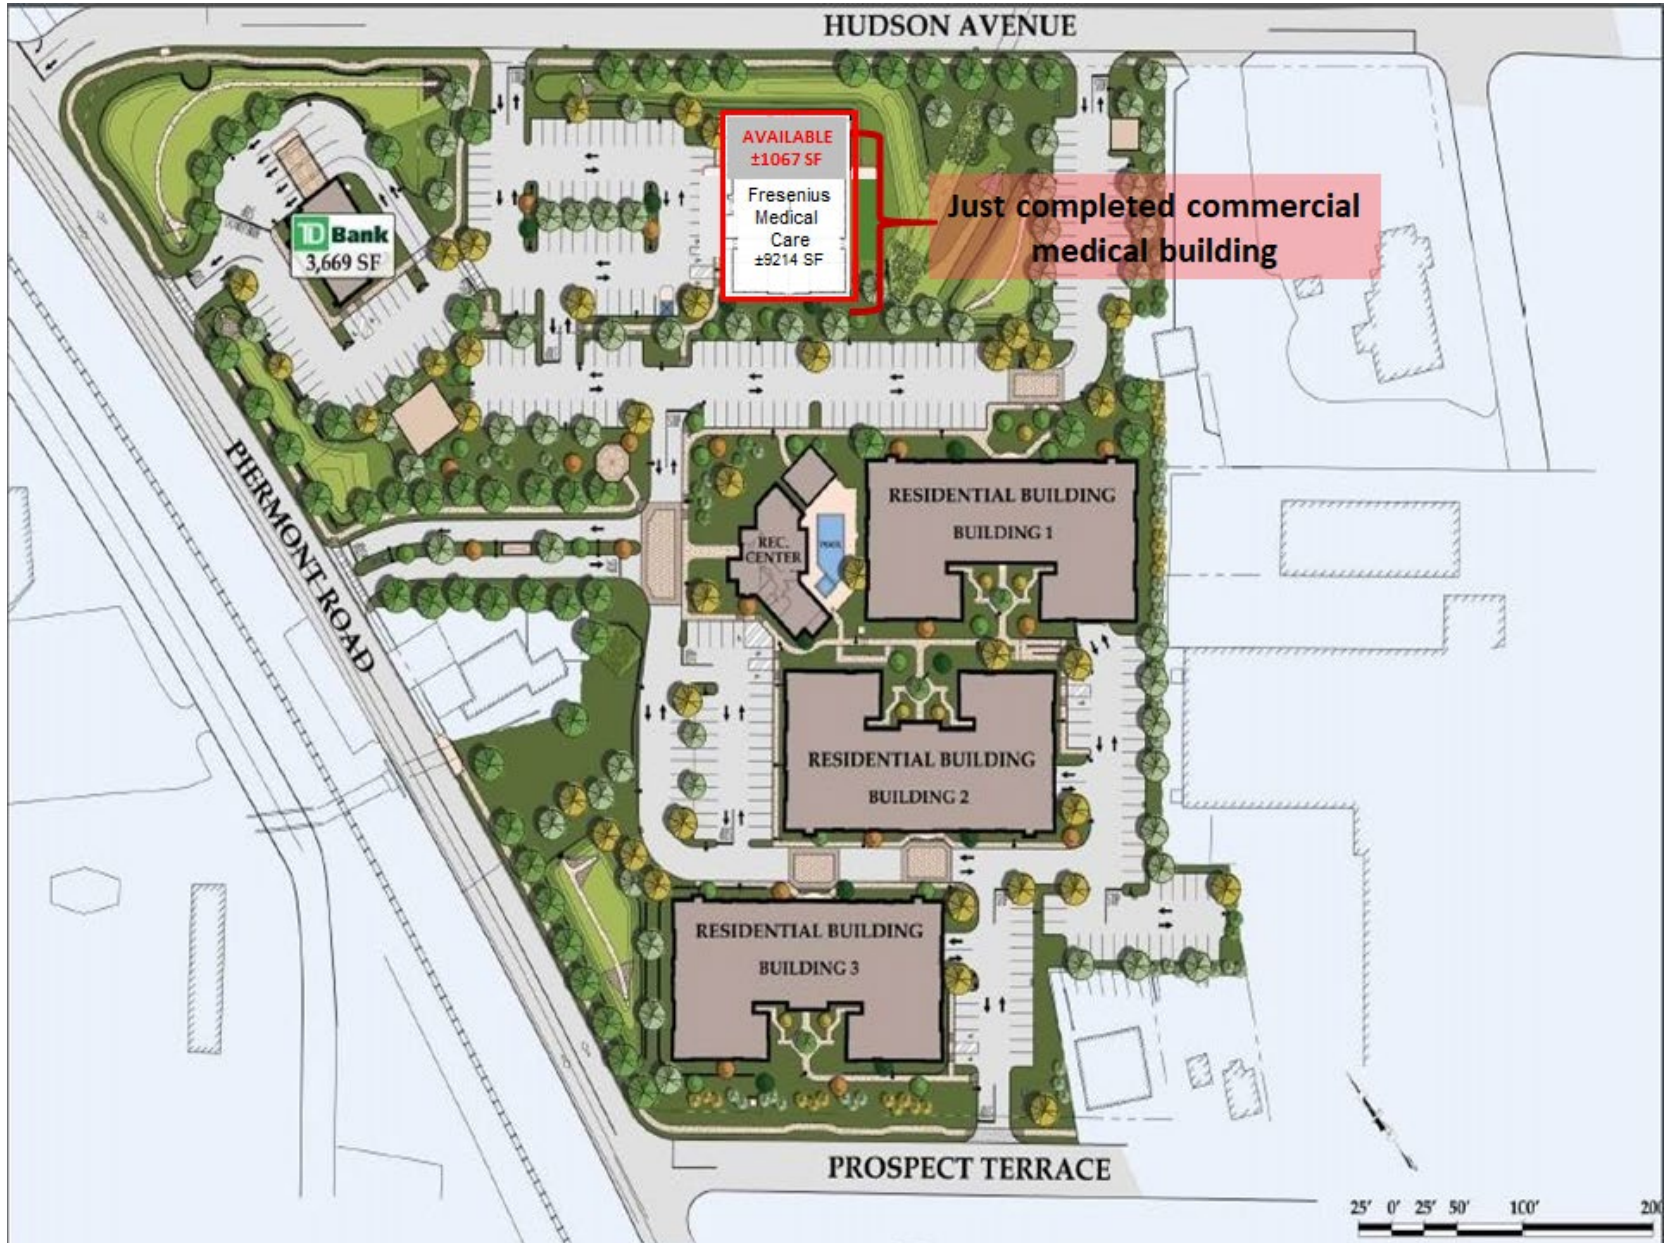 HUDSON AVENUE
AVAILABLE
±1067 SF
Fresenius
Medical
Care
±9214 SF
Just completed commercial
medical building
TD Bank
3,669 SF
PIERMONT ROAD
RESIDENTIAL BUILDING
BUILDING 1
REC.
CENTER
POOL
RESIDENTIAL BUILDING
BUILDING 2
RESIDENTIAL BUILDING
BUILDING 3
PROSPECT TERRACE
25' 0' 25' 50' 100' 200